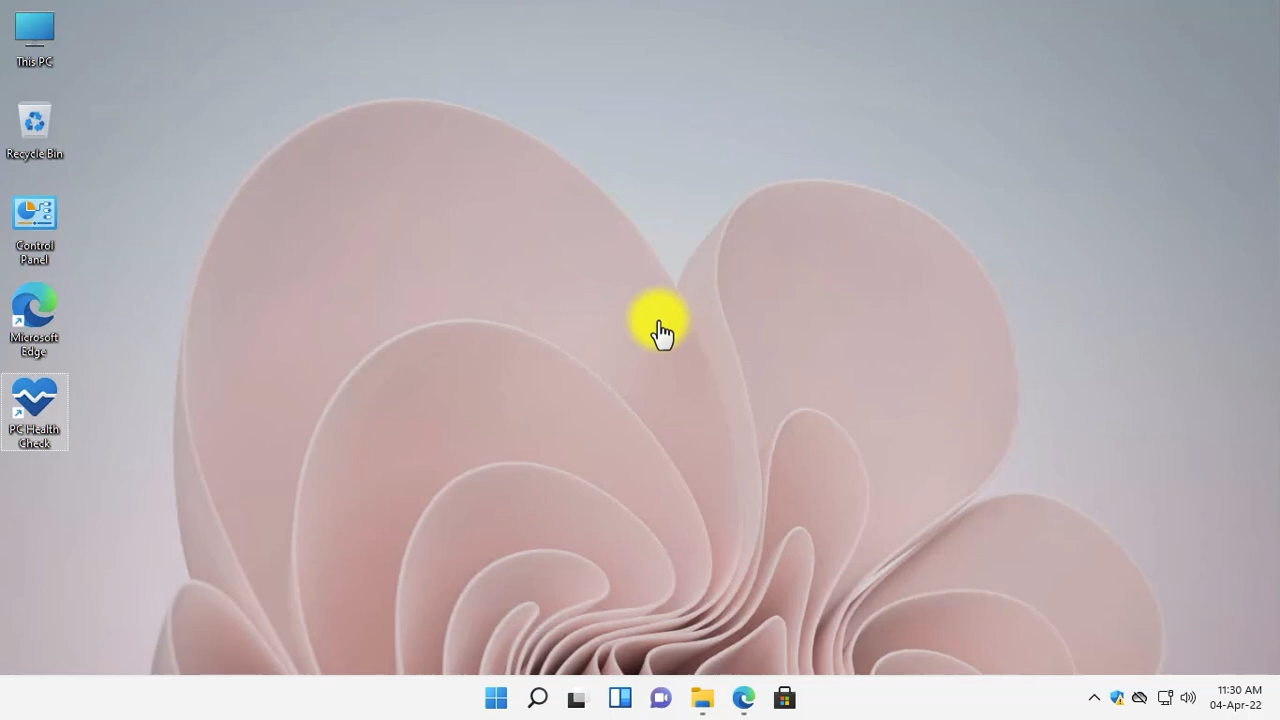 This PC
Recycle Bin
Control
Panel
Microsoft
Edge
PC Health
Check
11:30 AM
04-Apr-22